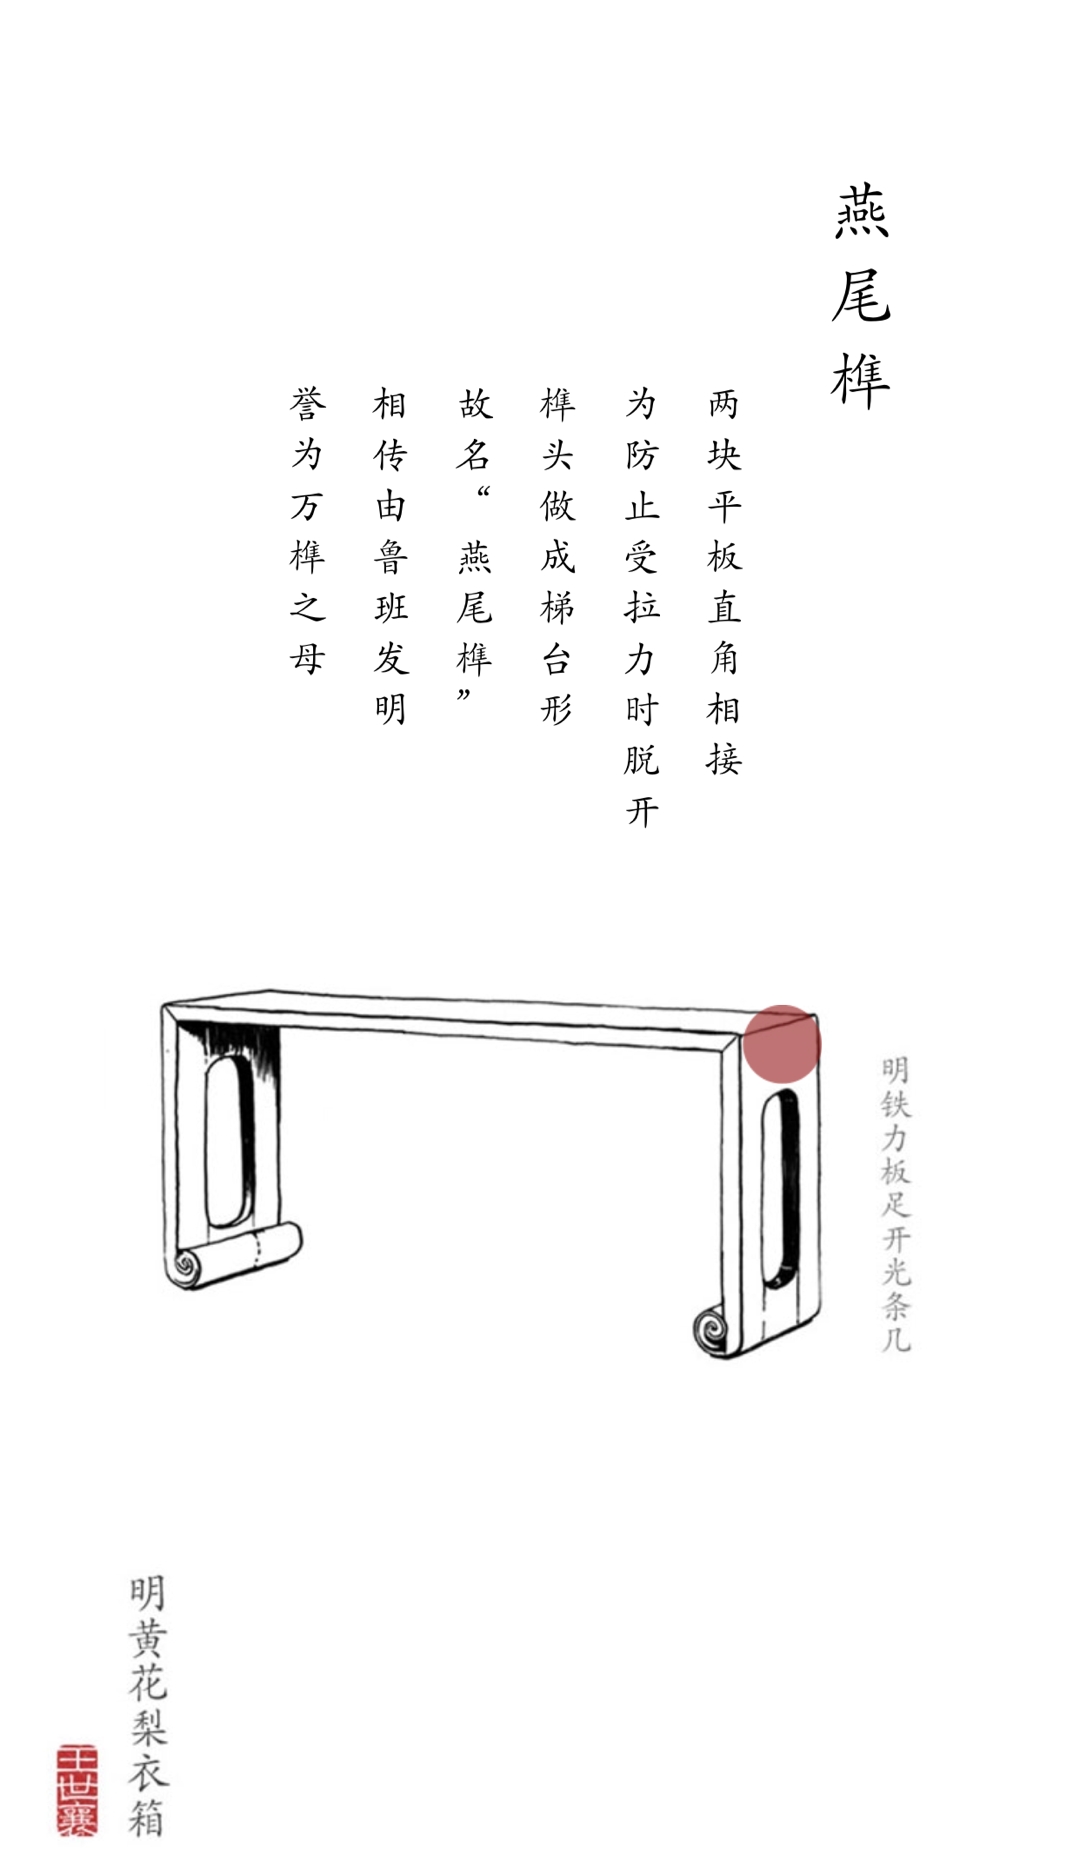 燕尾榫
两块平板直角相接
为防止受拉力时脱开
榫头做成梯台形
故名“燕尾榫”
相传由鲁班发明
誉为万榫之母
明铁力板足开光条几
明黄花梨衣箱
王世襄